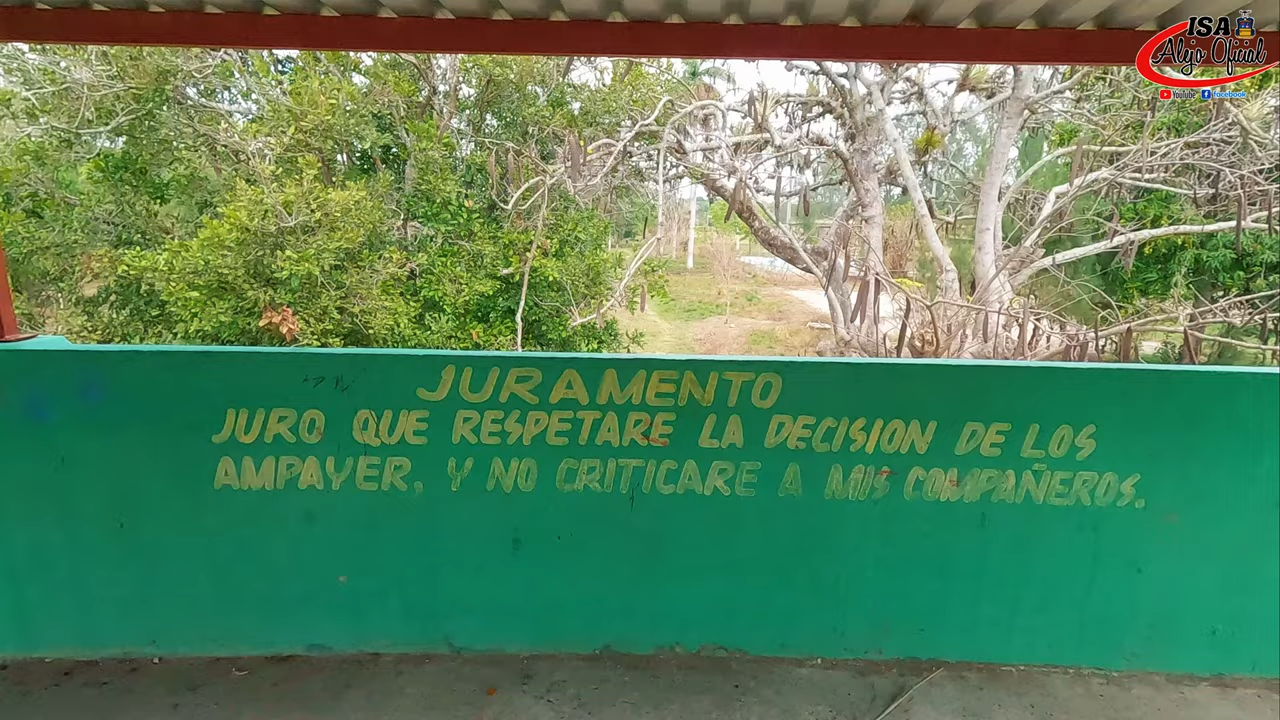 ISA
Algo Oficial
YouTube facebook
JURAMENTO
JURO QUE RESPETARE LA DECISION DE LOS
AMPAYER. Y NO CRITICARE A MIS COMPAÑEROS.